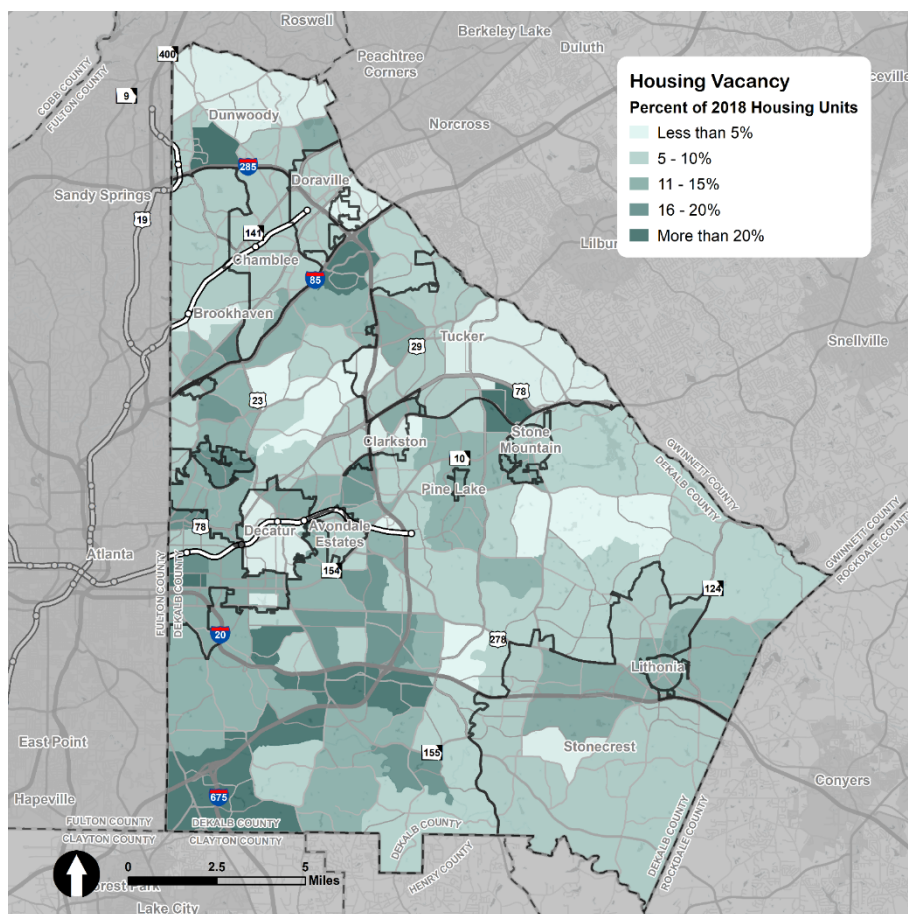 Roswell
Berkeley Lake
Duluth
Peachtree
Corners
400
9
COBB COUNTY
FULTON COUNTY
Dunwoody
Norcross
285
Doraville
Sandy Springs
19
141
Chamblee
85
Lilbu
Brookhaven
Tucker
29
Snellville
23
78
Clarkston
Stone
Mountain
10
GWINNETT COUNTY
DEKALB COUNTY
Pine Lake
78
Decatur
Avondale
Estates
Atlanta
154
124
GWINNETT COUNTY
ROCKDALE COUNTY
FULTON COUNTY
DEKALB COUNTY
20
278
Lithonia
East Point
155
Stonecrest
Conyers
Hapeville
675
FULTON COUNTY
DEKALB COUNTY
CLAYTON COUNTY
CLAYTON COUNTY
DEKALB COUNTY
HENRY COUNTY
DEKALB COUNTY
ROCKDALE COUNTY
0 2.5 5
Miles
orest Park
Lake City
Housing Vacancy
Percent of 2018 Housing Units
Less than 5%
5 - 10%
11 - 15%
16 - 20%
More than 20%
ceville